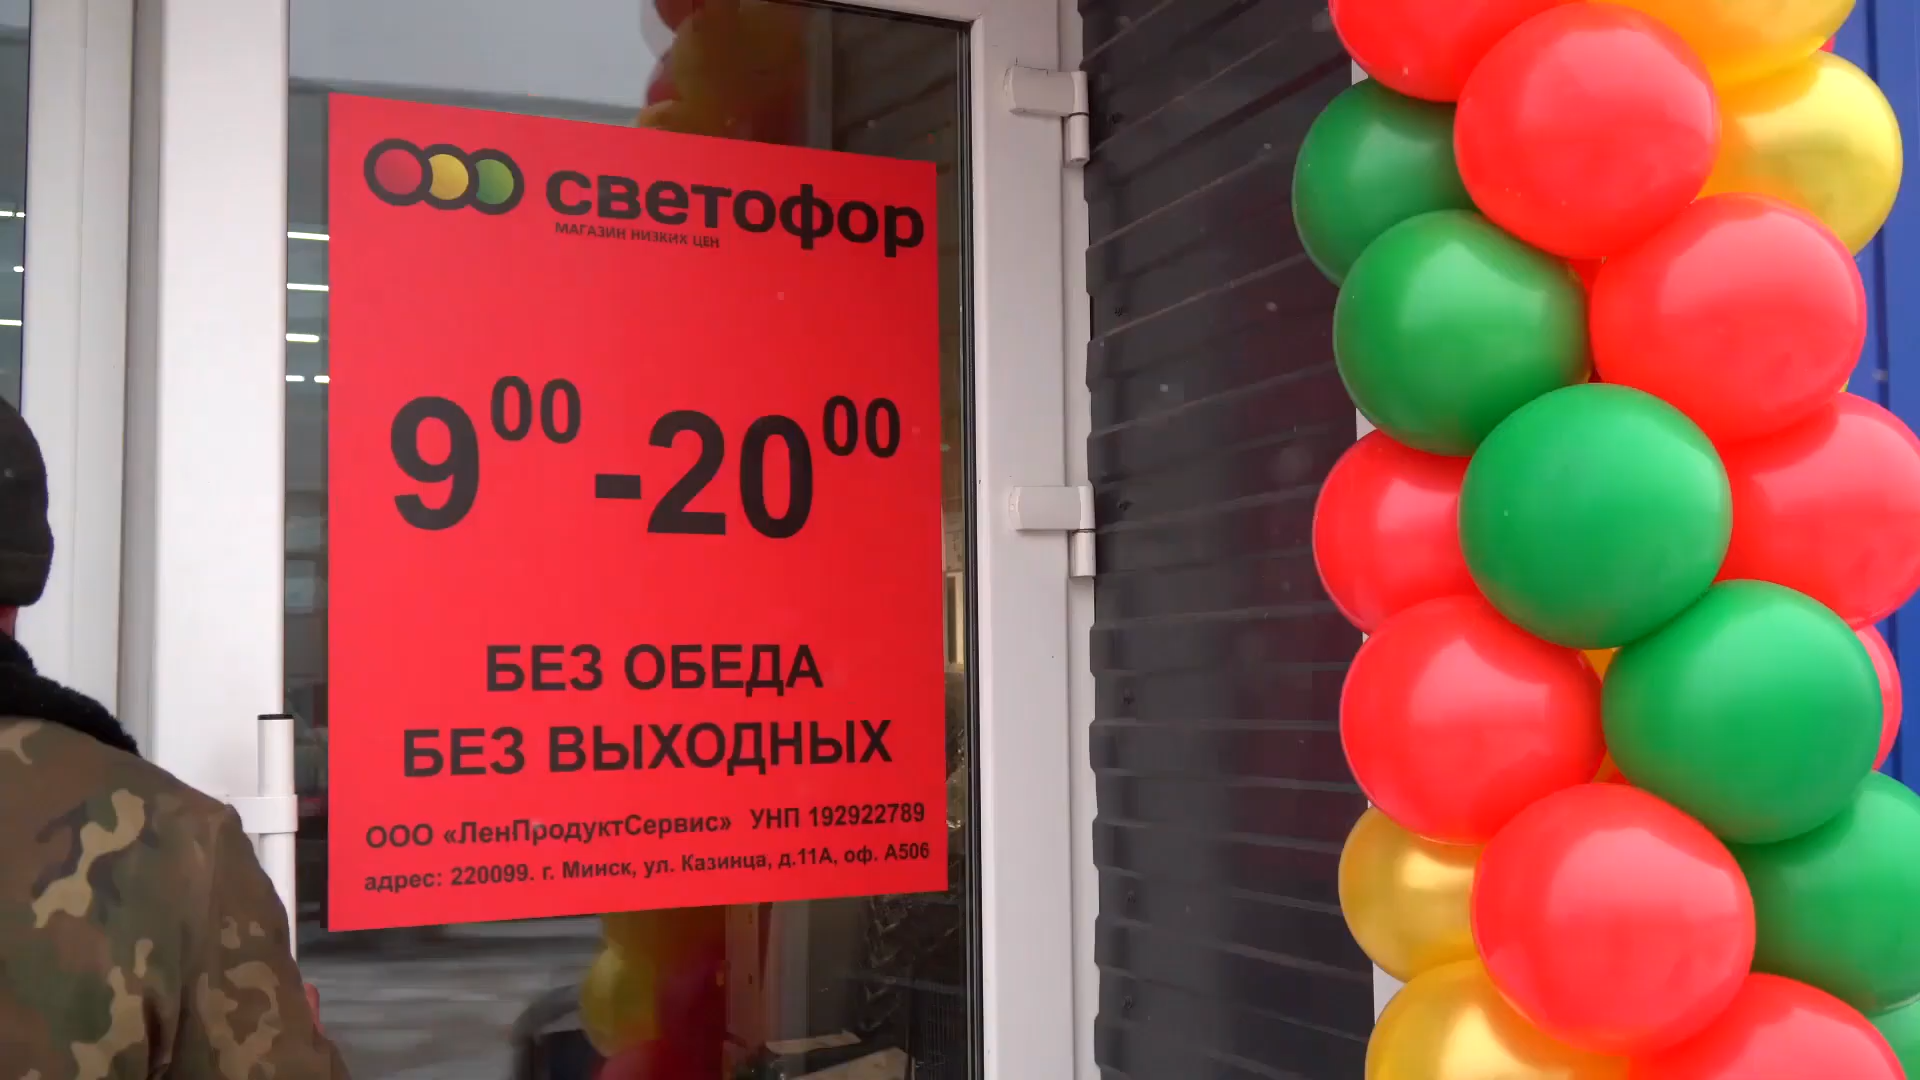 светофор
МАГАЗИН НИЗКИХ ЦЕН
9⁰⁰-20⁰⁰
БЕЗ ОБЕДА
БЕЗ ВЫХОДНЫХ
ООО «ЛенПродуктСервис» УНП 192922789
адрес: 220099. г. Минск, ул. Казинца, д.11А, оф. А506